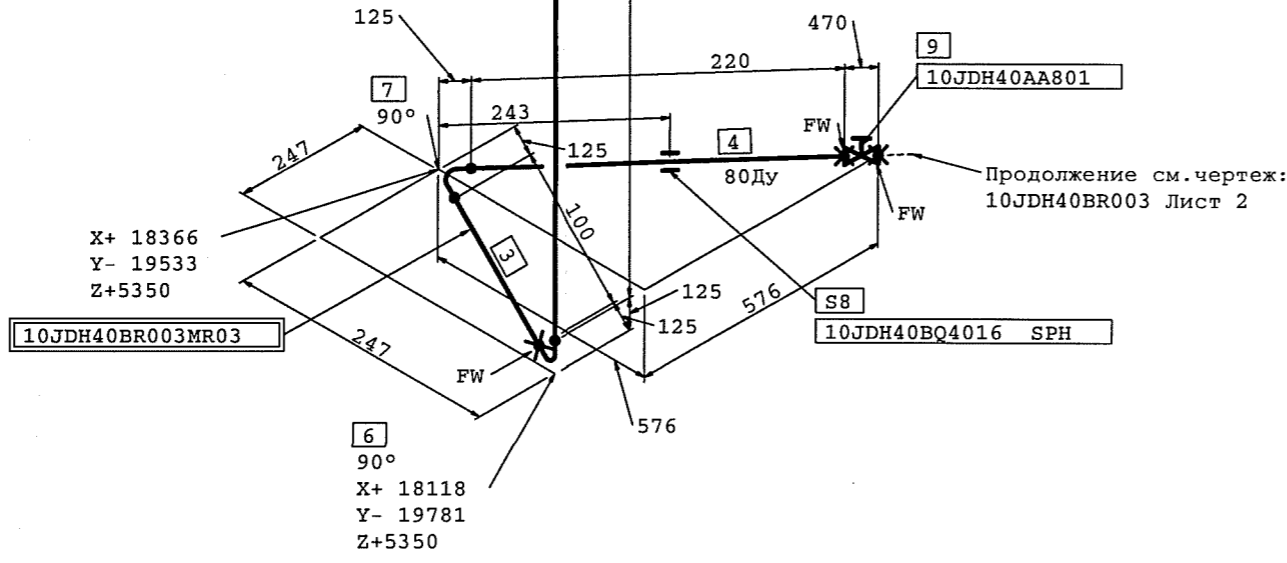 125
470
9
220
10JDH40AA801
7
90°
243
FW
4
247
125
80Ду
Продолжение см.чертеж:
10JDH40BR003 Лист 2
FW
100
X+ 18366
Y- 19533
Z+5350
3
125
576
S8
10JDH40BR003MR03
125
10JDH40BQ4016 SPH
247
FW
576
6
90°
X+ 18118
Y- 19781
Z+5350